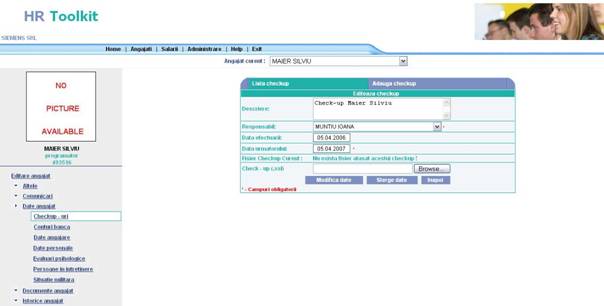 HR Toolkit
SIEMENS SRL
Home | Angajati | Salarii | Administrare | Help | Exit
Angajat curent : MAIER SILVIU
NO
PICTURE
AVAILABLE
MAIER SILVIU
programator
Editare angajat
Altele
Comunicari
Date angajat
Checkup - uri
Conturi banca
Date angajare
Date personale
Evaluari psihologice
Persoane in intretinere
Situatie militara
Documente angajat
Istorice angajat
Lista checkup
Adauga checkup
Editeaza checkup
Descriere: Check-up Maier Silviu
Responsabil: MUNTIU IOANA *
Data efectuarii: 05.04.2006
Data urmatorului: 05.04.2007 *
Fisier Checkup Curent : Nu exista fisier atasat acestui checkup !
Check - up (.xsl) Browse...
Modifica date Sterge date Inapoi
* - Campuri obligatorii